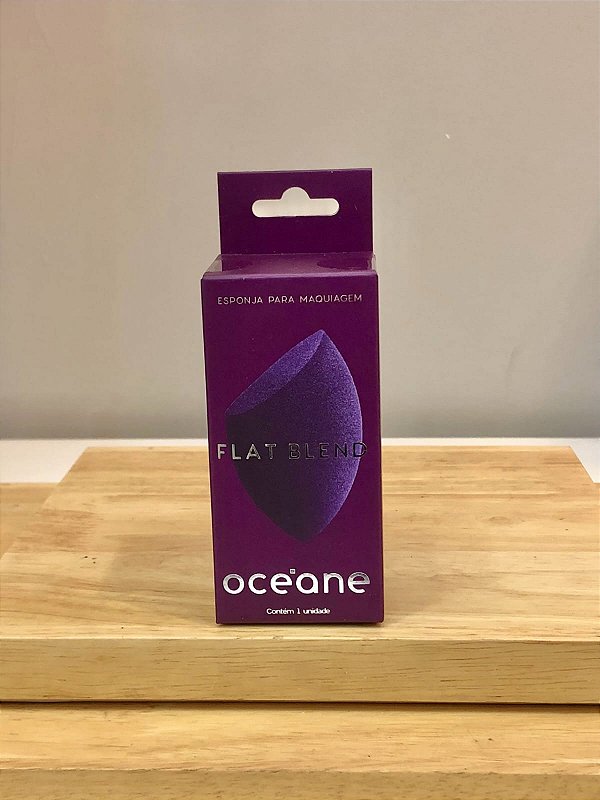 ESPONJA PARA MAQUIAGEM
FLAT BLEND
océane
Contém 1 unidade